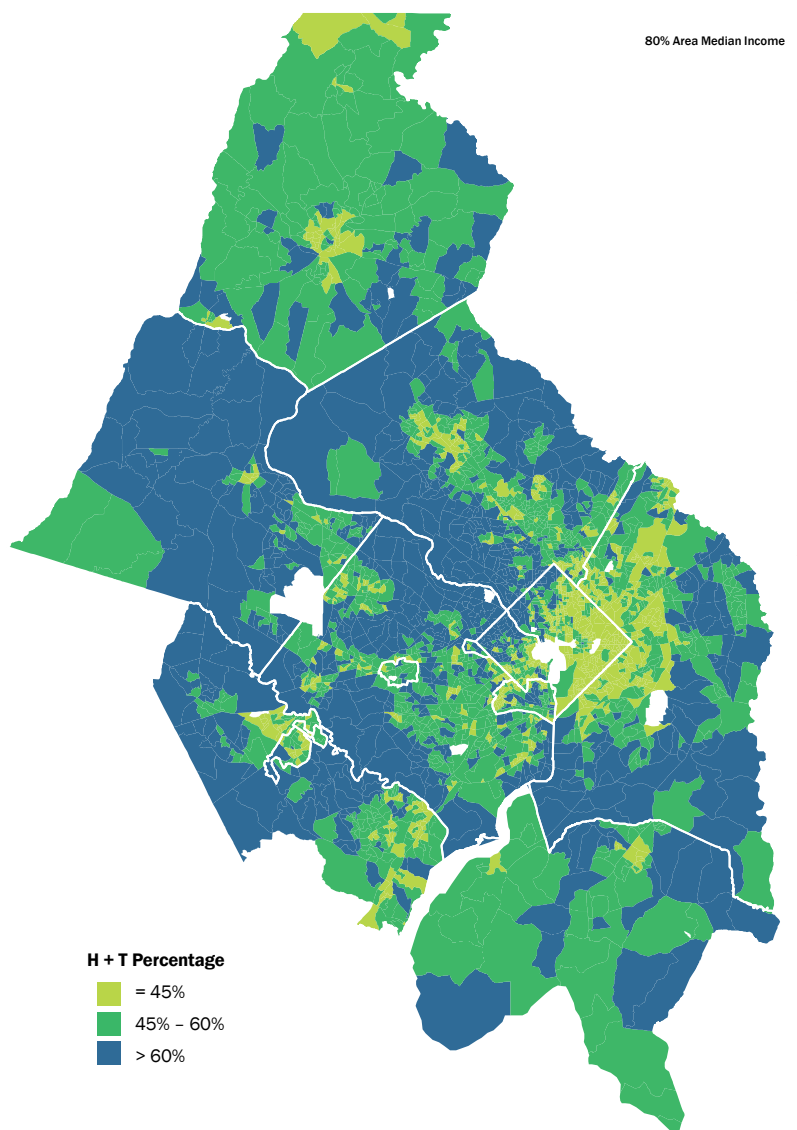 80% Area Median Income
H + T Percentage
= 45%
45% – 60%
> 60%